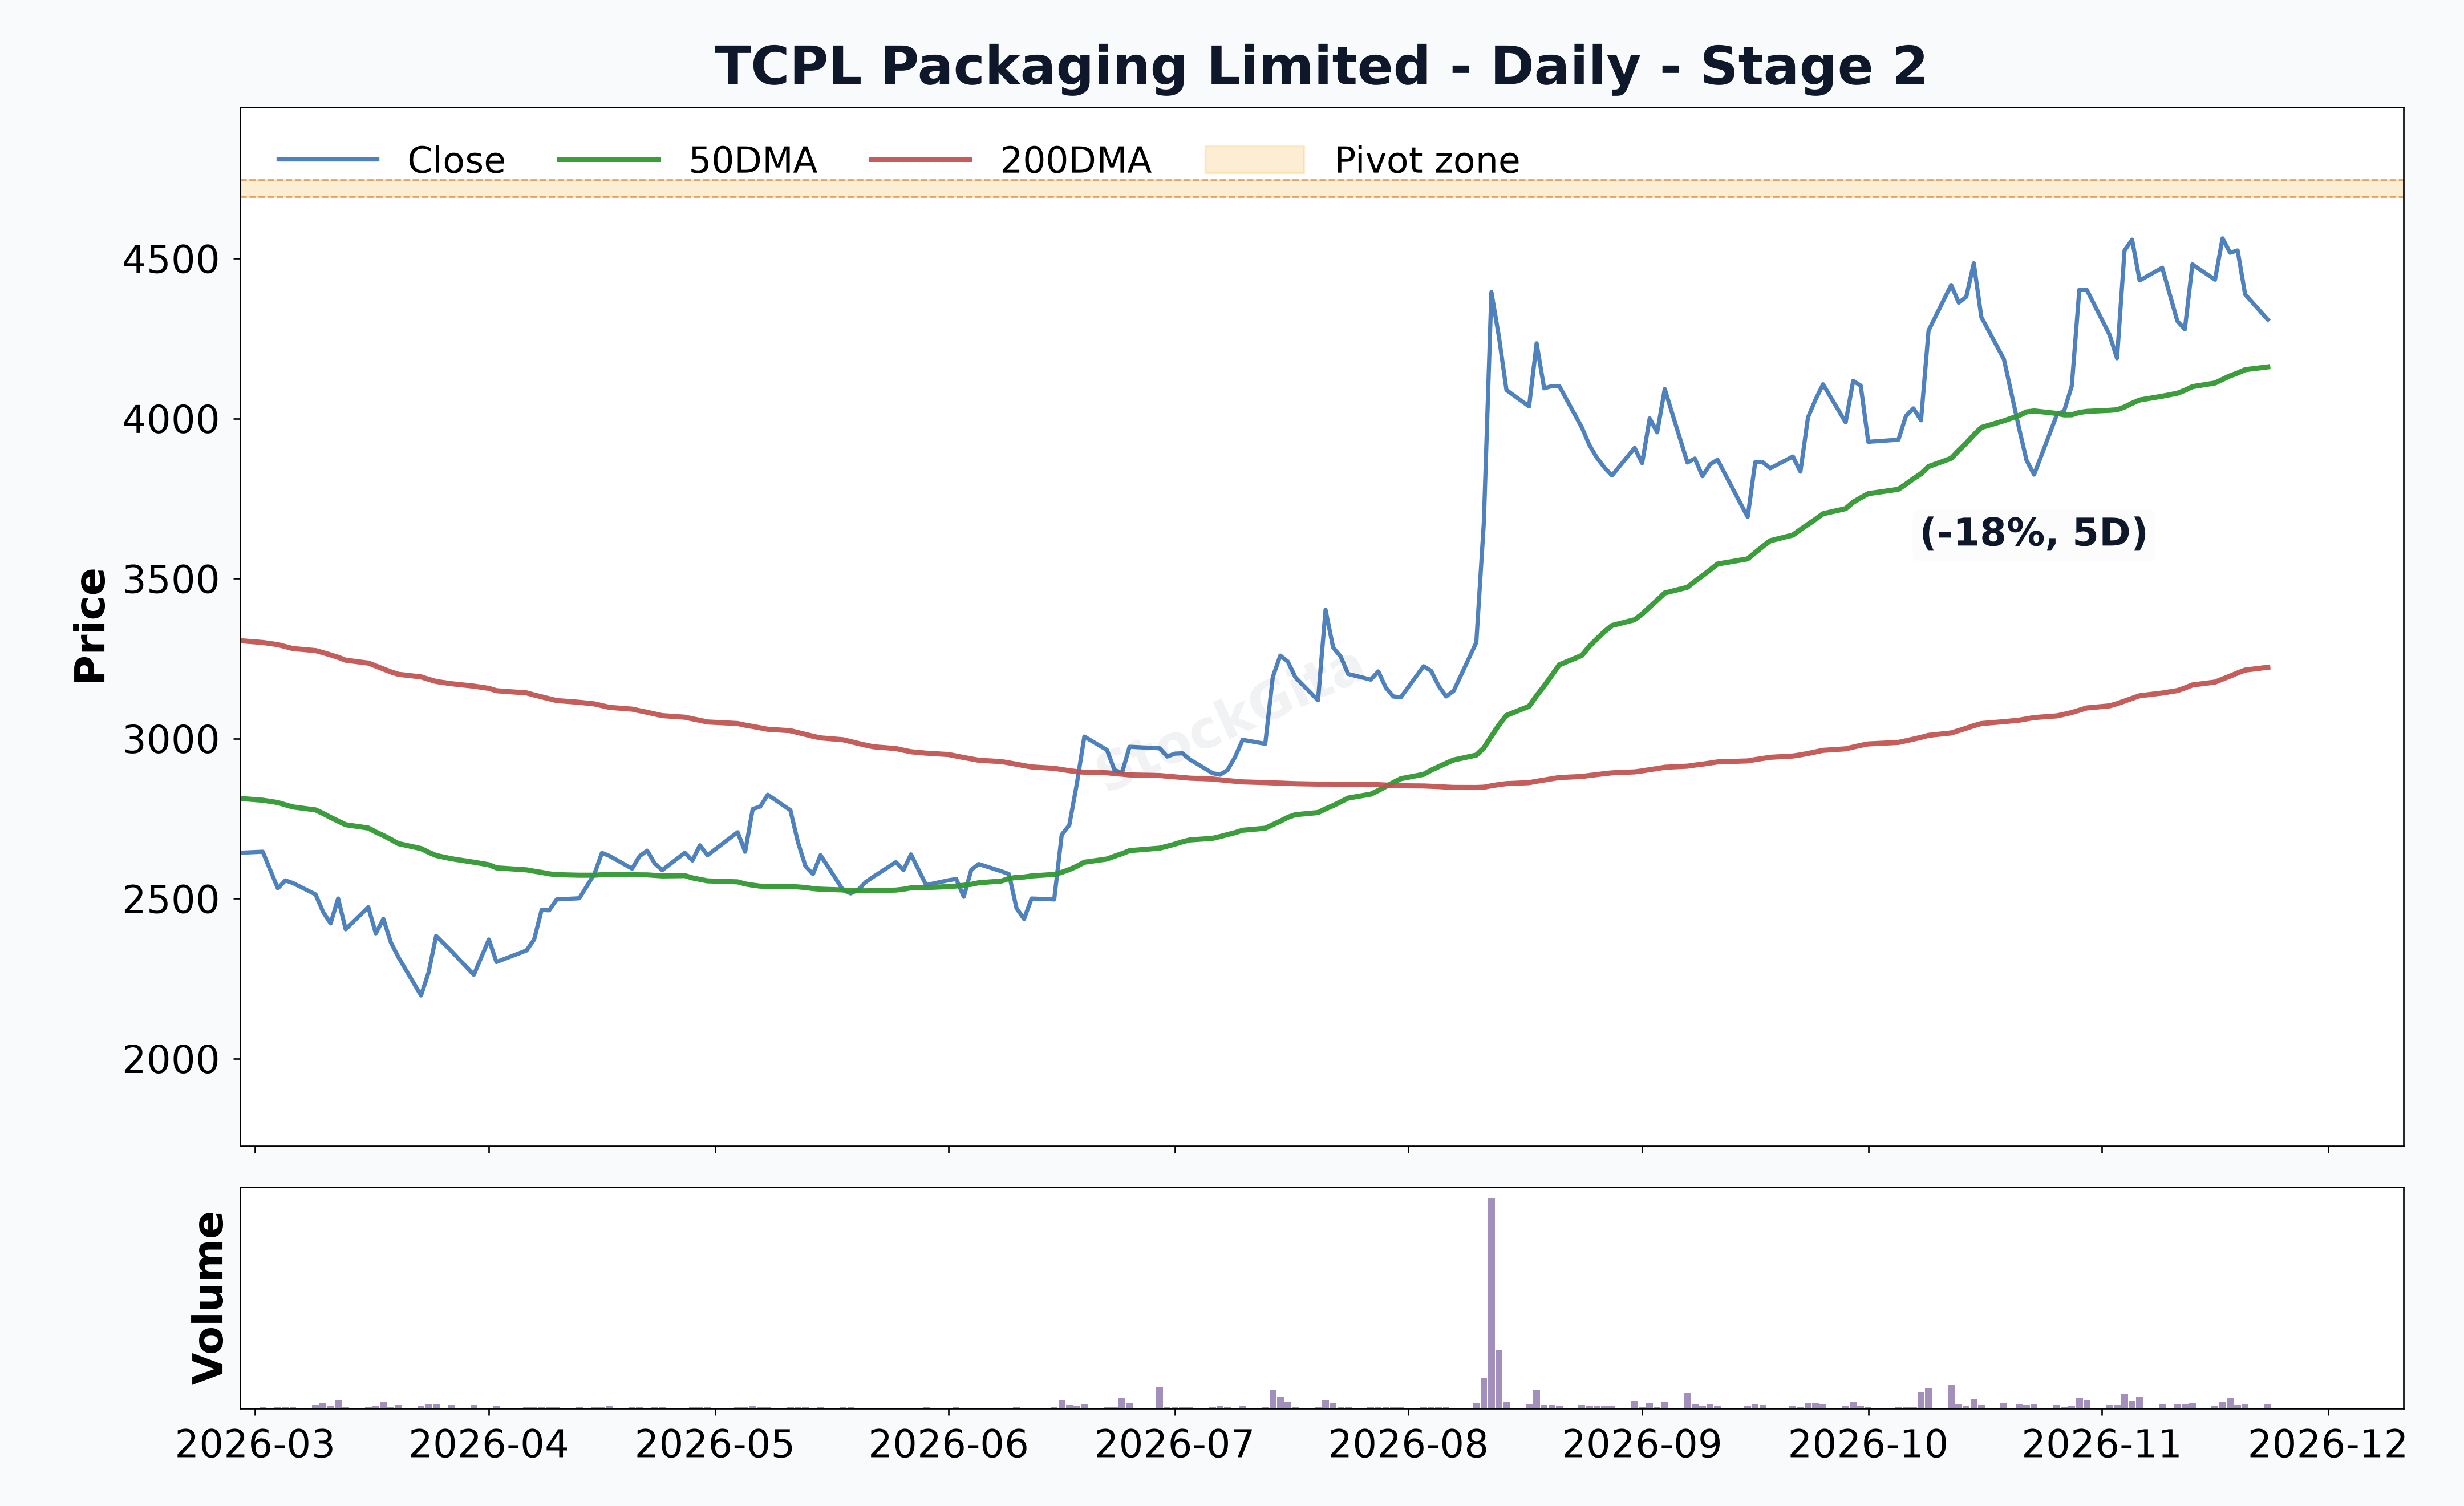 TCPL Packaging Limited - Daily - Stage 2
Close 50DMA 200DMA Pivot zone
4500
4000
3500
3000
2500
2000
Price
(-18%, 5D)
StockGita
Volume
2026-03 2026-04 2026-05 2026-06 2026-07 2026-08 2026-09 2026-10 2026-11 2026-12